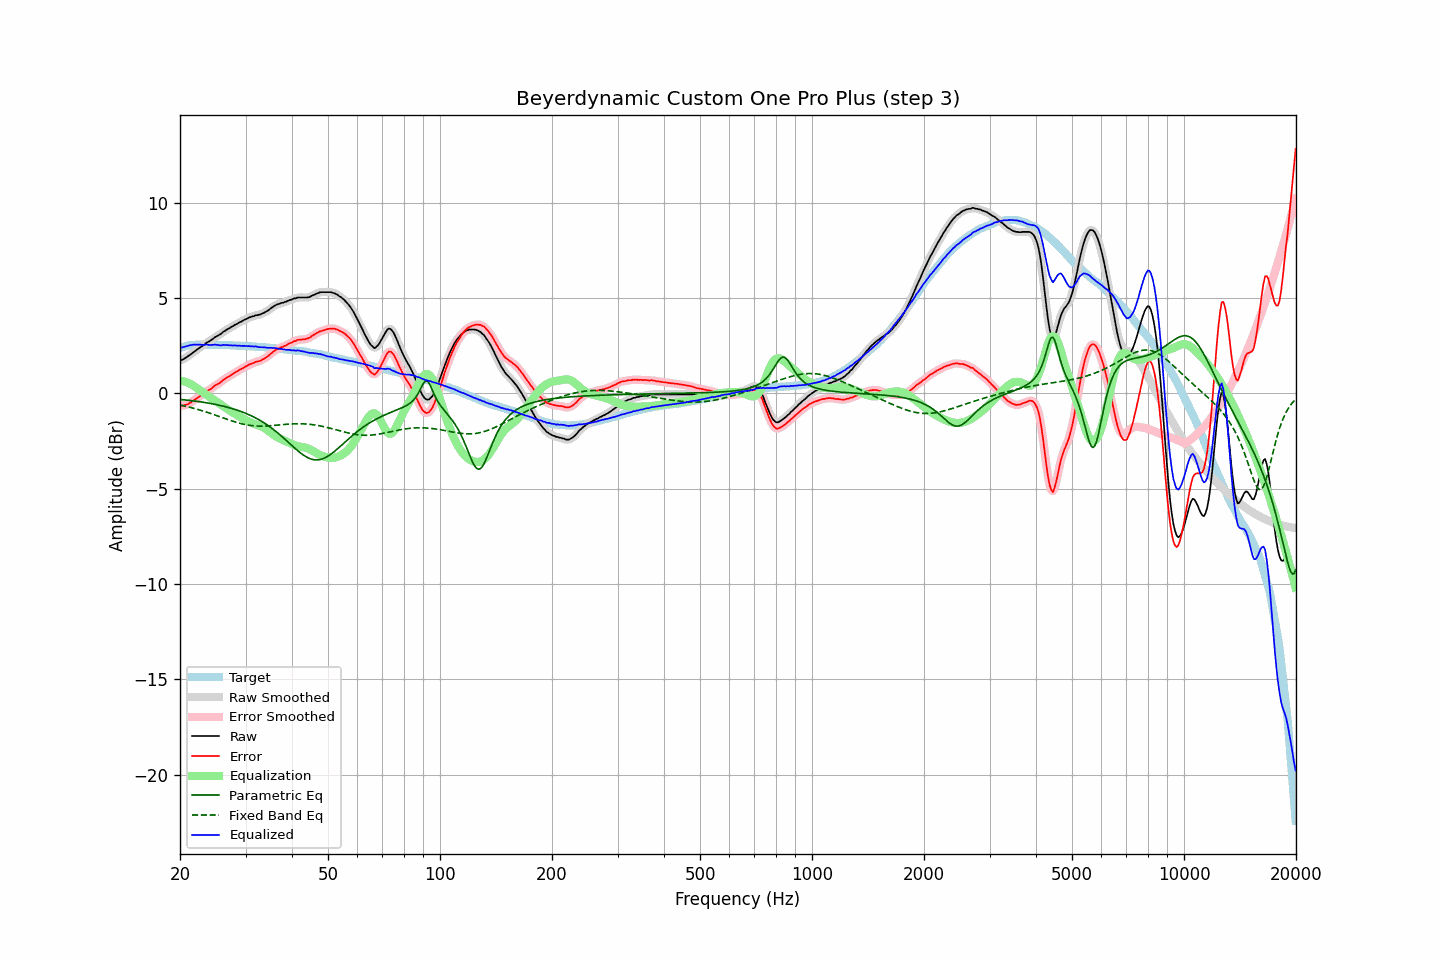 Beyerdynamic Custom One Pro Plus (step 3)
Amplitude (dBr)
10
5
0
−5
−10
−15
−20
Target
Raw Smoothed
Error Smoothed
Raw
Error
Equalization
Parametric Eq
Fixed Band Eq
Equalized
20 50 100 200 500 1000 2000 5000 10000 20000
Frequency (Hz)